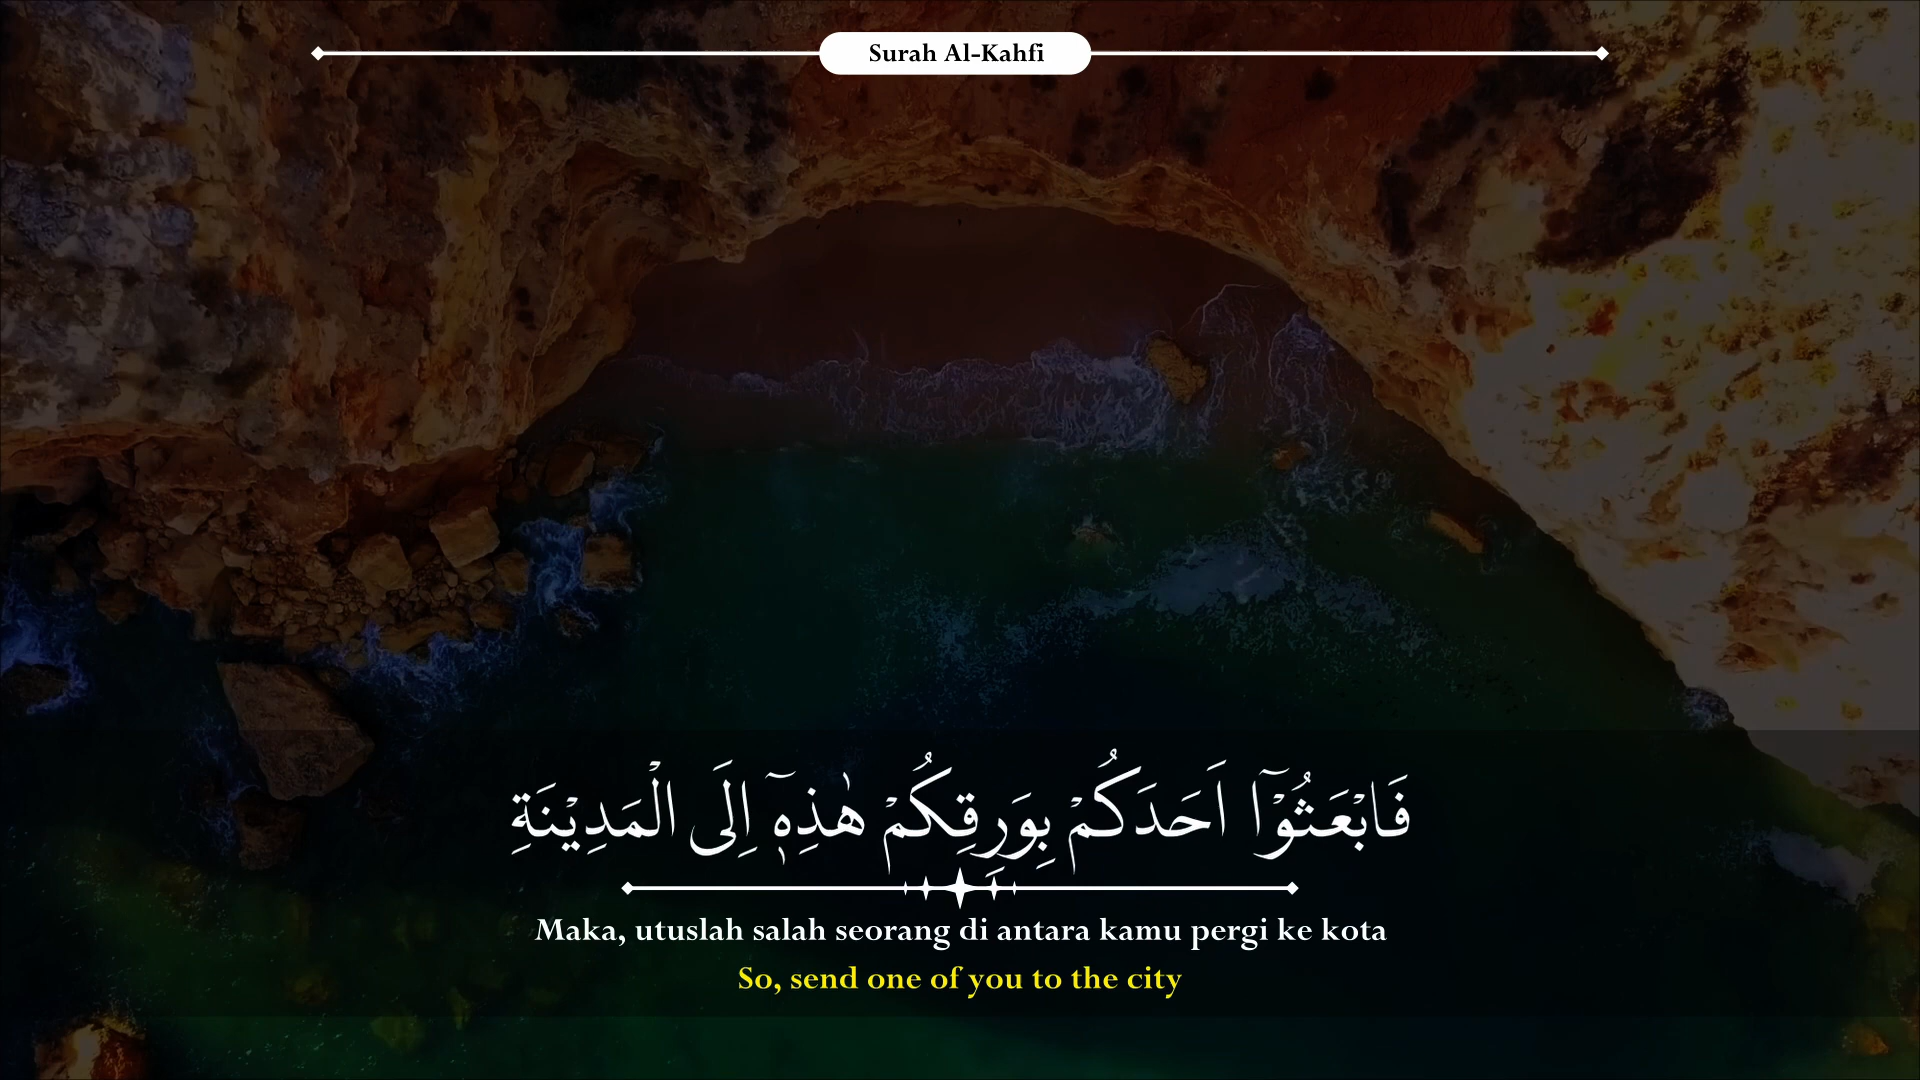 Surah Al-Kahfi
فَابْعَثُوْٓا اَحَدَكُمْ بِوَرِقِكُمْ هٰذِهٖٓ اِلَى الْمَدِيْنَةِ
Maka, utuslah salah seorang di antara kamu pergi ke kota
So, send one of you to the city